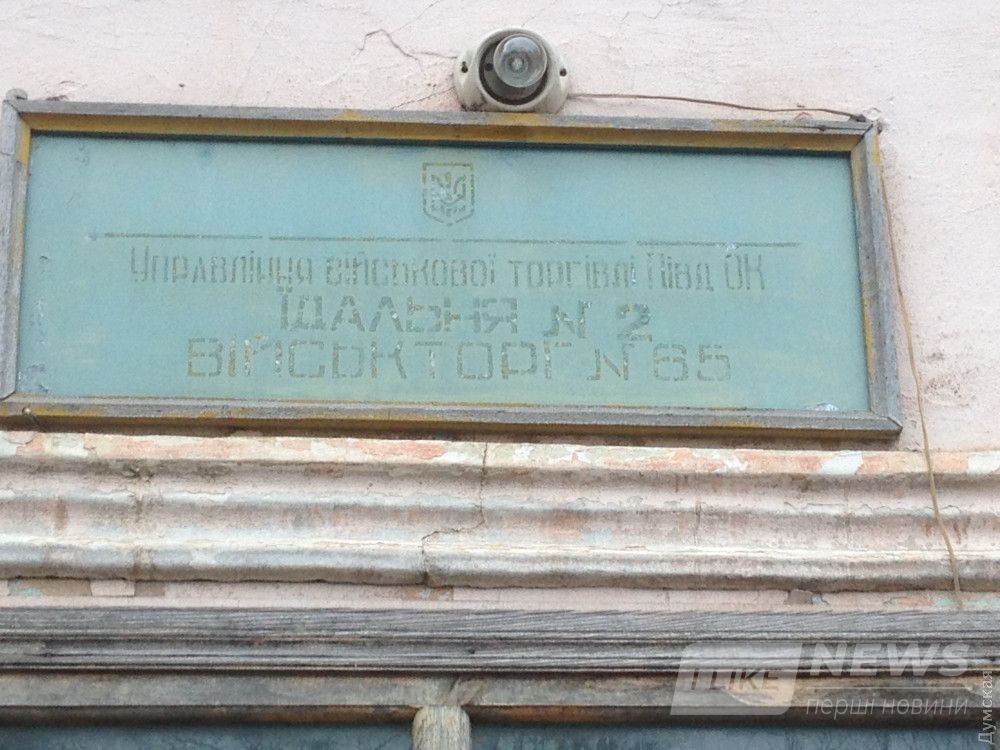 Управління військової торгівлі Півд ОК
ЇДАЛЬНЯ № 2
ВІЙСЬКТОРГ № 65
NEWS
перші новини
Думская